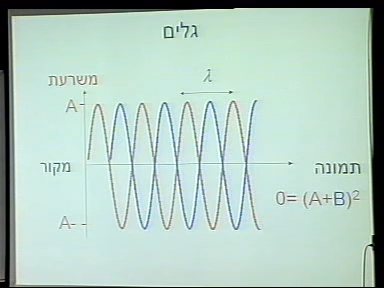 גלים
משרעת
λ
A
מקור
תמונה
0= (A+B)²
A-